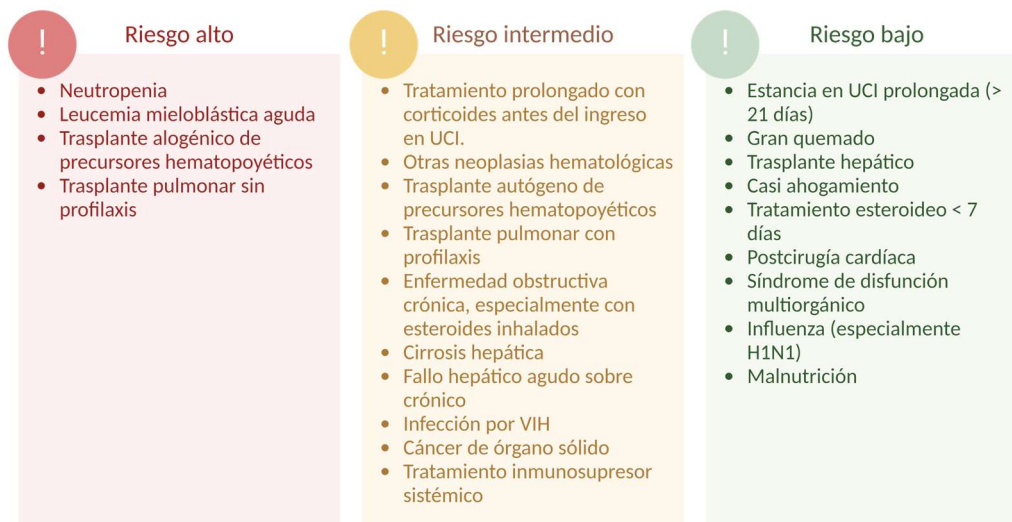 !
Riesgo alto
• Neutropenia
• Leucemia mieloblástica aguda
• Trasplante alogénico de
precursores hematopoyéticos
• Trasplante pulmonar sin
profilaxis
!
Riesgo intermedio
• Tratamiento prolongado con
corticoides antes del ingreso
en UCI.
• Otras neoplasias hematológicas
• Trasplante autógeno de
precursores hematopoyéticos
• Trasplante pulmonar con
profilaxis
• Enfermedad obstructiva
crónica, especialmente con
esteroides inhalados
• Cirrosis hepática
• Fallo hepático agudo sobre
crónico
• Infección por VIH
• Cáncer de órgano sólido
• Tratamiento inmunosupresor
sistémico
!
Riesgo bajo
• Estancia en UCI prolongada (>
21 días)
• Gran quemado
• Trasplante hepático
• Casi ahogamiento
• Tratamiento esteroideo < 7
días
• Postcirugía cardíaca
• Síndrome de disfunción
multiorgánico
• Influenza (especialmente
H1N1)
• Malnutrición